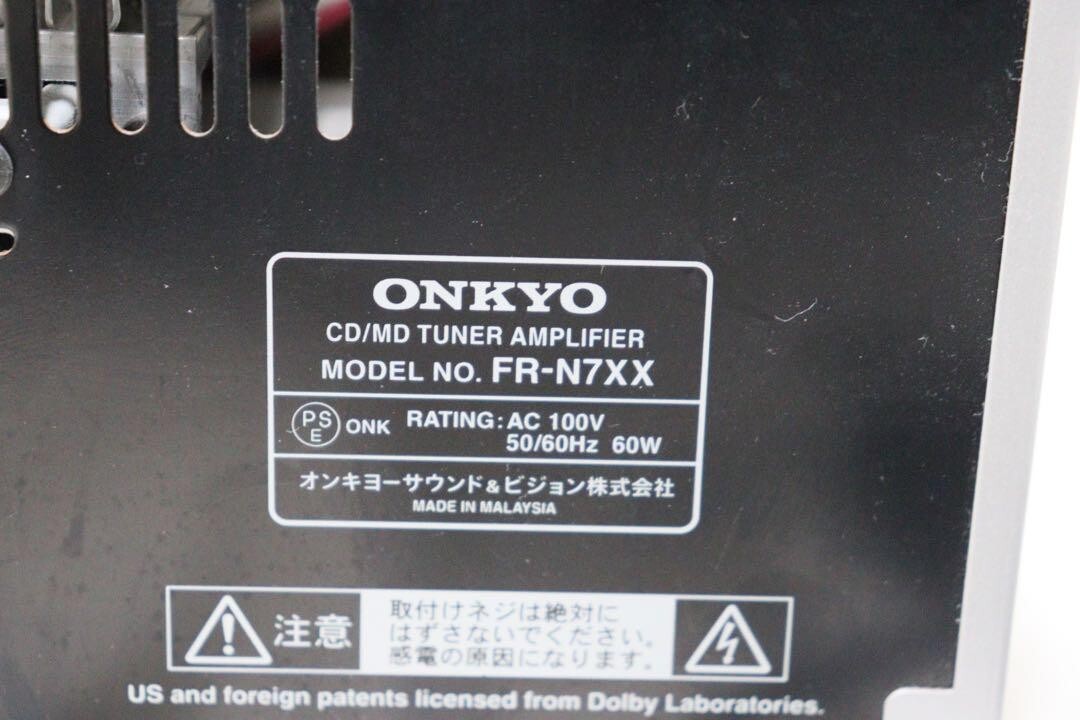 ONKYO
CD/MD TUNER AMPLIFIER
MODEL NO. FR-N7XX
PSE ONK RATING: AC 100V
50/60Hz 60W
オンキヨーサウンド&ビジョン株式会社
MADE IN MALAYSIA
注意
取付けネジは絶対に
はずさないでください。
感電の原因になります。
US and foreign patents licensed from Dolby Laboratories.